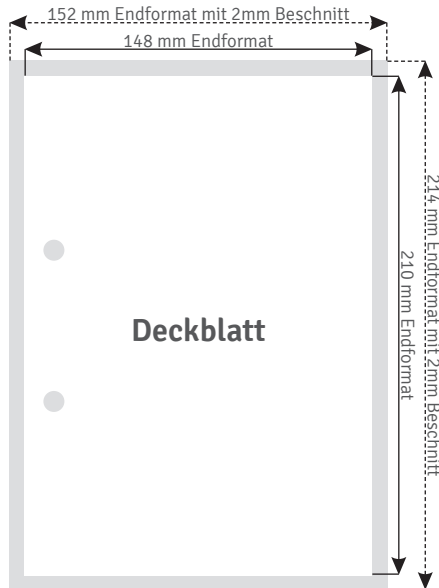 152 mm Endformat mit 2mm Beschnitt
148 mm Endformat
214 mm Endformat mit 2mm Beschnitt
210 mm Endformat
Deckblatt